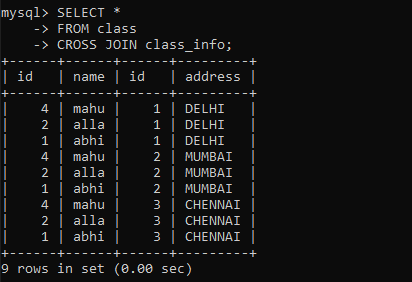 mysql> SELECT *
    -> FROM class
    -> CROSS JOIN class_info;
+------+------+------+---------+
| id   | name | id   | address |
+------+------+------+---------+
|    4 | mahu |    1 | DELHI   |
|    2 | alla |    1 | DELHI   |
|    1 | abhi |    1 | DELHI   |
|    4 | mahu |    2 | MUMBAI  |
|    2 | alla |    2 | MUMBAI  |
|    1 | abhi |    2 | MUMBAI  |
|    4 | mahu |    3 | CHENNAI |
|    2 | alla |    3 | CHENNAI |
|    1 | abhi |    3 | CHENNAI |
+------+------+------+---------+
9 rows in set (0.00 sec)